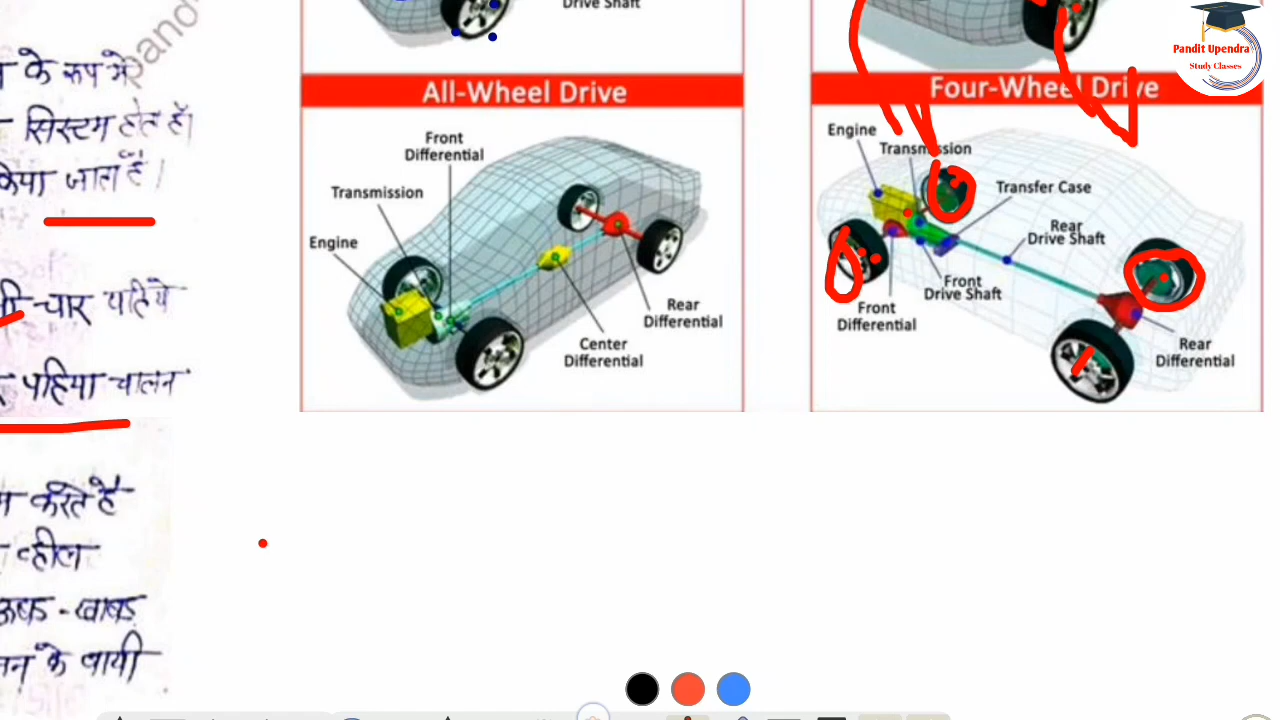 के रूप मे
सिस्टम होते है।
किया जाता है।
चार पहिये
पहिया चालन
करते है
व्हील
ऊबड़ - खाबड़
के वायी
Drive Shaft
All-Wheel Drive
Front
Differential
Transmission
Engine
Rear
Differential
Center
Differential
Pandit Upendra
Study Classes
Four-Wheel Drive
Engine
Transmission
Transfer Case
Rear
Drive Shaft
Front
Drive Shaft
Front
Differential
Rear
Differential